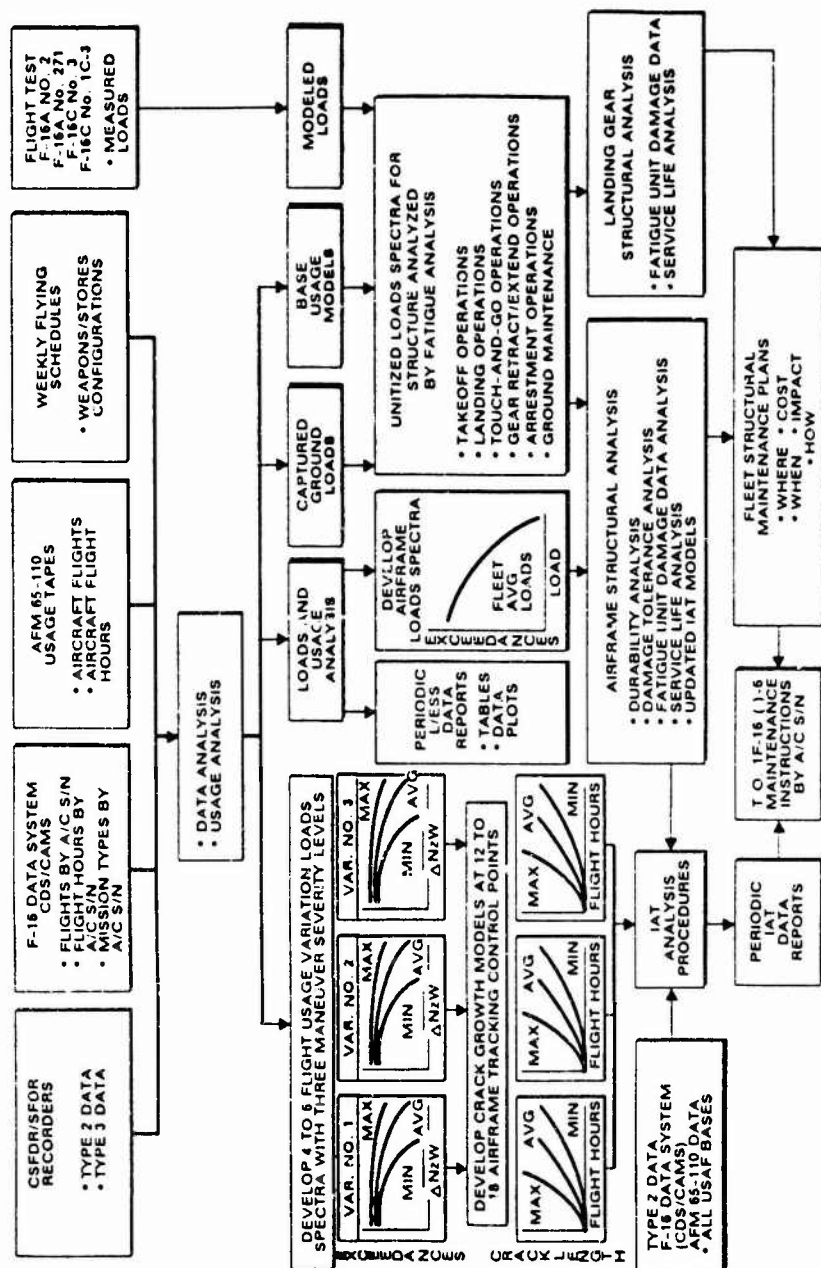 CSFDR/SFDR
RECORDERS
• TYPE 2 DATA
• TYPE 3 DATA
F-16 DATA SYSTEM
CDS/CAMS
• FLIGHTS BY A/C S/N
• FLIGHT HOURS BY
A/C S/N
• MISSION TYPES BY
A/C S/N
AFM 65-110
USAGE TAPES
• AIRCRAFT FLIGHTS
• AIRCRAFT FLIGHT
HOURS
WEEKLY FLYING
SCHEDULES
• WEAPONS/STORES
CONFIGURATIONS
FLIGHT TEST
F-16A NO. 2
F-16A No. 271
F-16C No. 3
F-16C No. 1C-3
• MEASURED
LOADS
• DATA ANALYSIS
• USAGE ANALYSIS
DEVELOP 4 TO 6 FLIGHT USAGE VARIATION LOADS
SPECTRA WITH THREE MANEUVER SEVERITY LEVELS
LOADS AND
USAGE
ANALYSIS
CAPTURED
GROUND
LOADS
BASE
USAGE
MODELS
MODELED
LOADS
EXCEEDANCES
VAR. NO. 1
MAX
AVG
MIN
ΔNzW
VAR. NO. 2
MAX
AVG
MIN
ΔNzW
VAR. NO. 3
MAX
AVG
MIN
ΔNzW
PERIODIC
L/ESS
DATA
REPORTS
• TABLES
• DATA
PLOTS
DEVELOP
AIRFRAME
LOADS SPECTRA
EXCEEDANCES
FLEET
AVG
LOADS
LOAD
UNITIZED LOADS SPECTRA FOR
STRUCTURE ANALYZED
BY FATIGUE ANALYSIS
• TAKEOFF OPERATIONS
• LANDING OPERATIONS
• TOUCH-AND-GO OPERATIONS
• GEAR RETRACT/EXTEND OPERATIONS
• ARRESTMENT OPERATIONS
• GROUND MAINTENANCE
DEVELOP CRACK GROWTH MODELS AT 12 TO
18 AIRFRAME TRACKING CONTROL POINTS
CRACK LENGTH
MAX
AVG
MIN
FLIGHT HOURS
MAX
AVG
MIN
FLIGHT HOURS
MAX
AVG
MIN
FLIGHT HOURS
AIRFRAME STRUCTURAL ANALYSIS
• DURABILITY ANALYSIS
• DAMAGE TOLERANCE ANALYSIS
• FATIGUE UNIT DAMAGE DATA ANALYSIS
• SERVICE LIFE ANALYSIS
• UPDATED IAT MODELS
LANDING GEAR
STRUCTURAL ANALYSIS
• FATIGUE UNIT DAMAGE DATA
• SERVICE LIFE ANALYSIS
TYPE 2 DATA
F-16 DATA SYSTEM
(CDS/CAMS)
AFM 65-110 DATA
• ALL USAF BASES
IAT
ANALYSIS
PROCEDURES
PERIODIC
IAT
DATA
REPORTS
T O 1F-16 ( )-6
MAINTENANCE
INSTRUCTIONS
BY A/C S/N
FLEET STRUCTURAL
MAINTENANCE PLANS
• WHERE • COST
• WHEN • IMPACT
• HOW